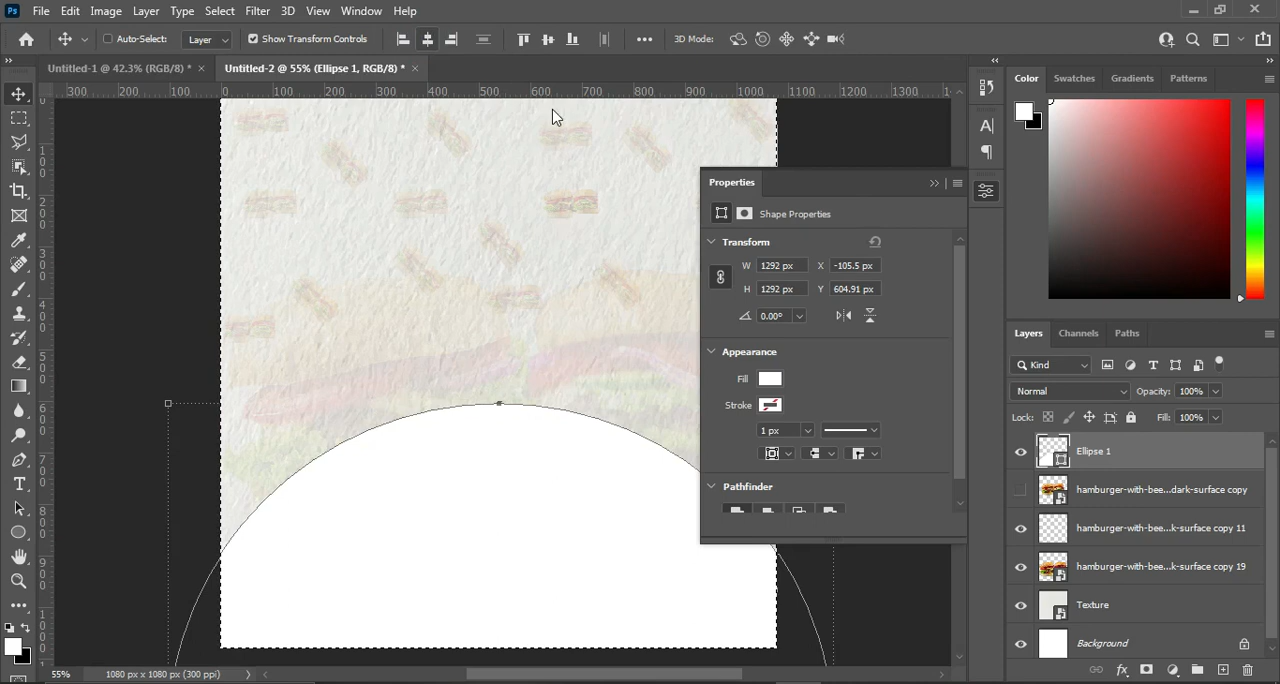 Ps File Edit Image Layer Type Select Filter 3D View Window Help
Auto-Select: Layer Show Transform Controls 3D Mode:
Untitled-1 @ 42.3% (RGB/8) * × Untitled-2 @ 55% (Ellipse 1, RGB/8) * ×
300 200 100 0 100 200 300 400 500 600 700 800 900 1000 1100 1200 1300
Color Swatches Gradients Patterns
Properties
Shape Properties
Transform
W 1292 px X -105.5 px
H 1292 px Y 604.91 px
0.00°
Appearance
Fill
Stroke
1 px
Pathfinder
Layers Channels Paths
Kind
Normal Opacity: 100%
Lock: Fill: 100%
Ellipse 1
hamburger-with-bee...dark-surface copy
hamburger-with-bee...k-surface copy 11
hamburger-with-bee...k-surface copy 19
Texture
Background
fx
55% 1080 px x 1080 px (300 ppi)